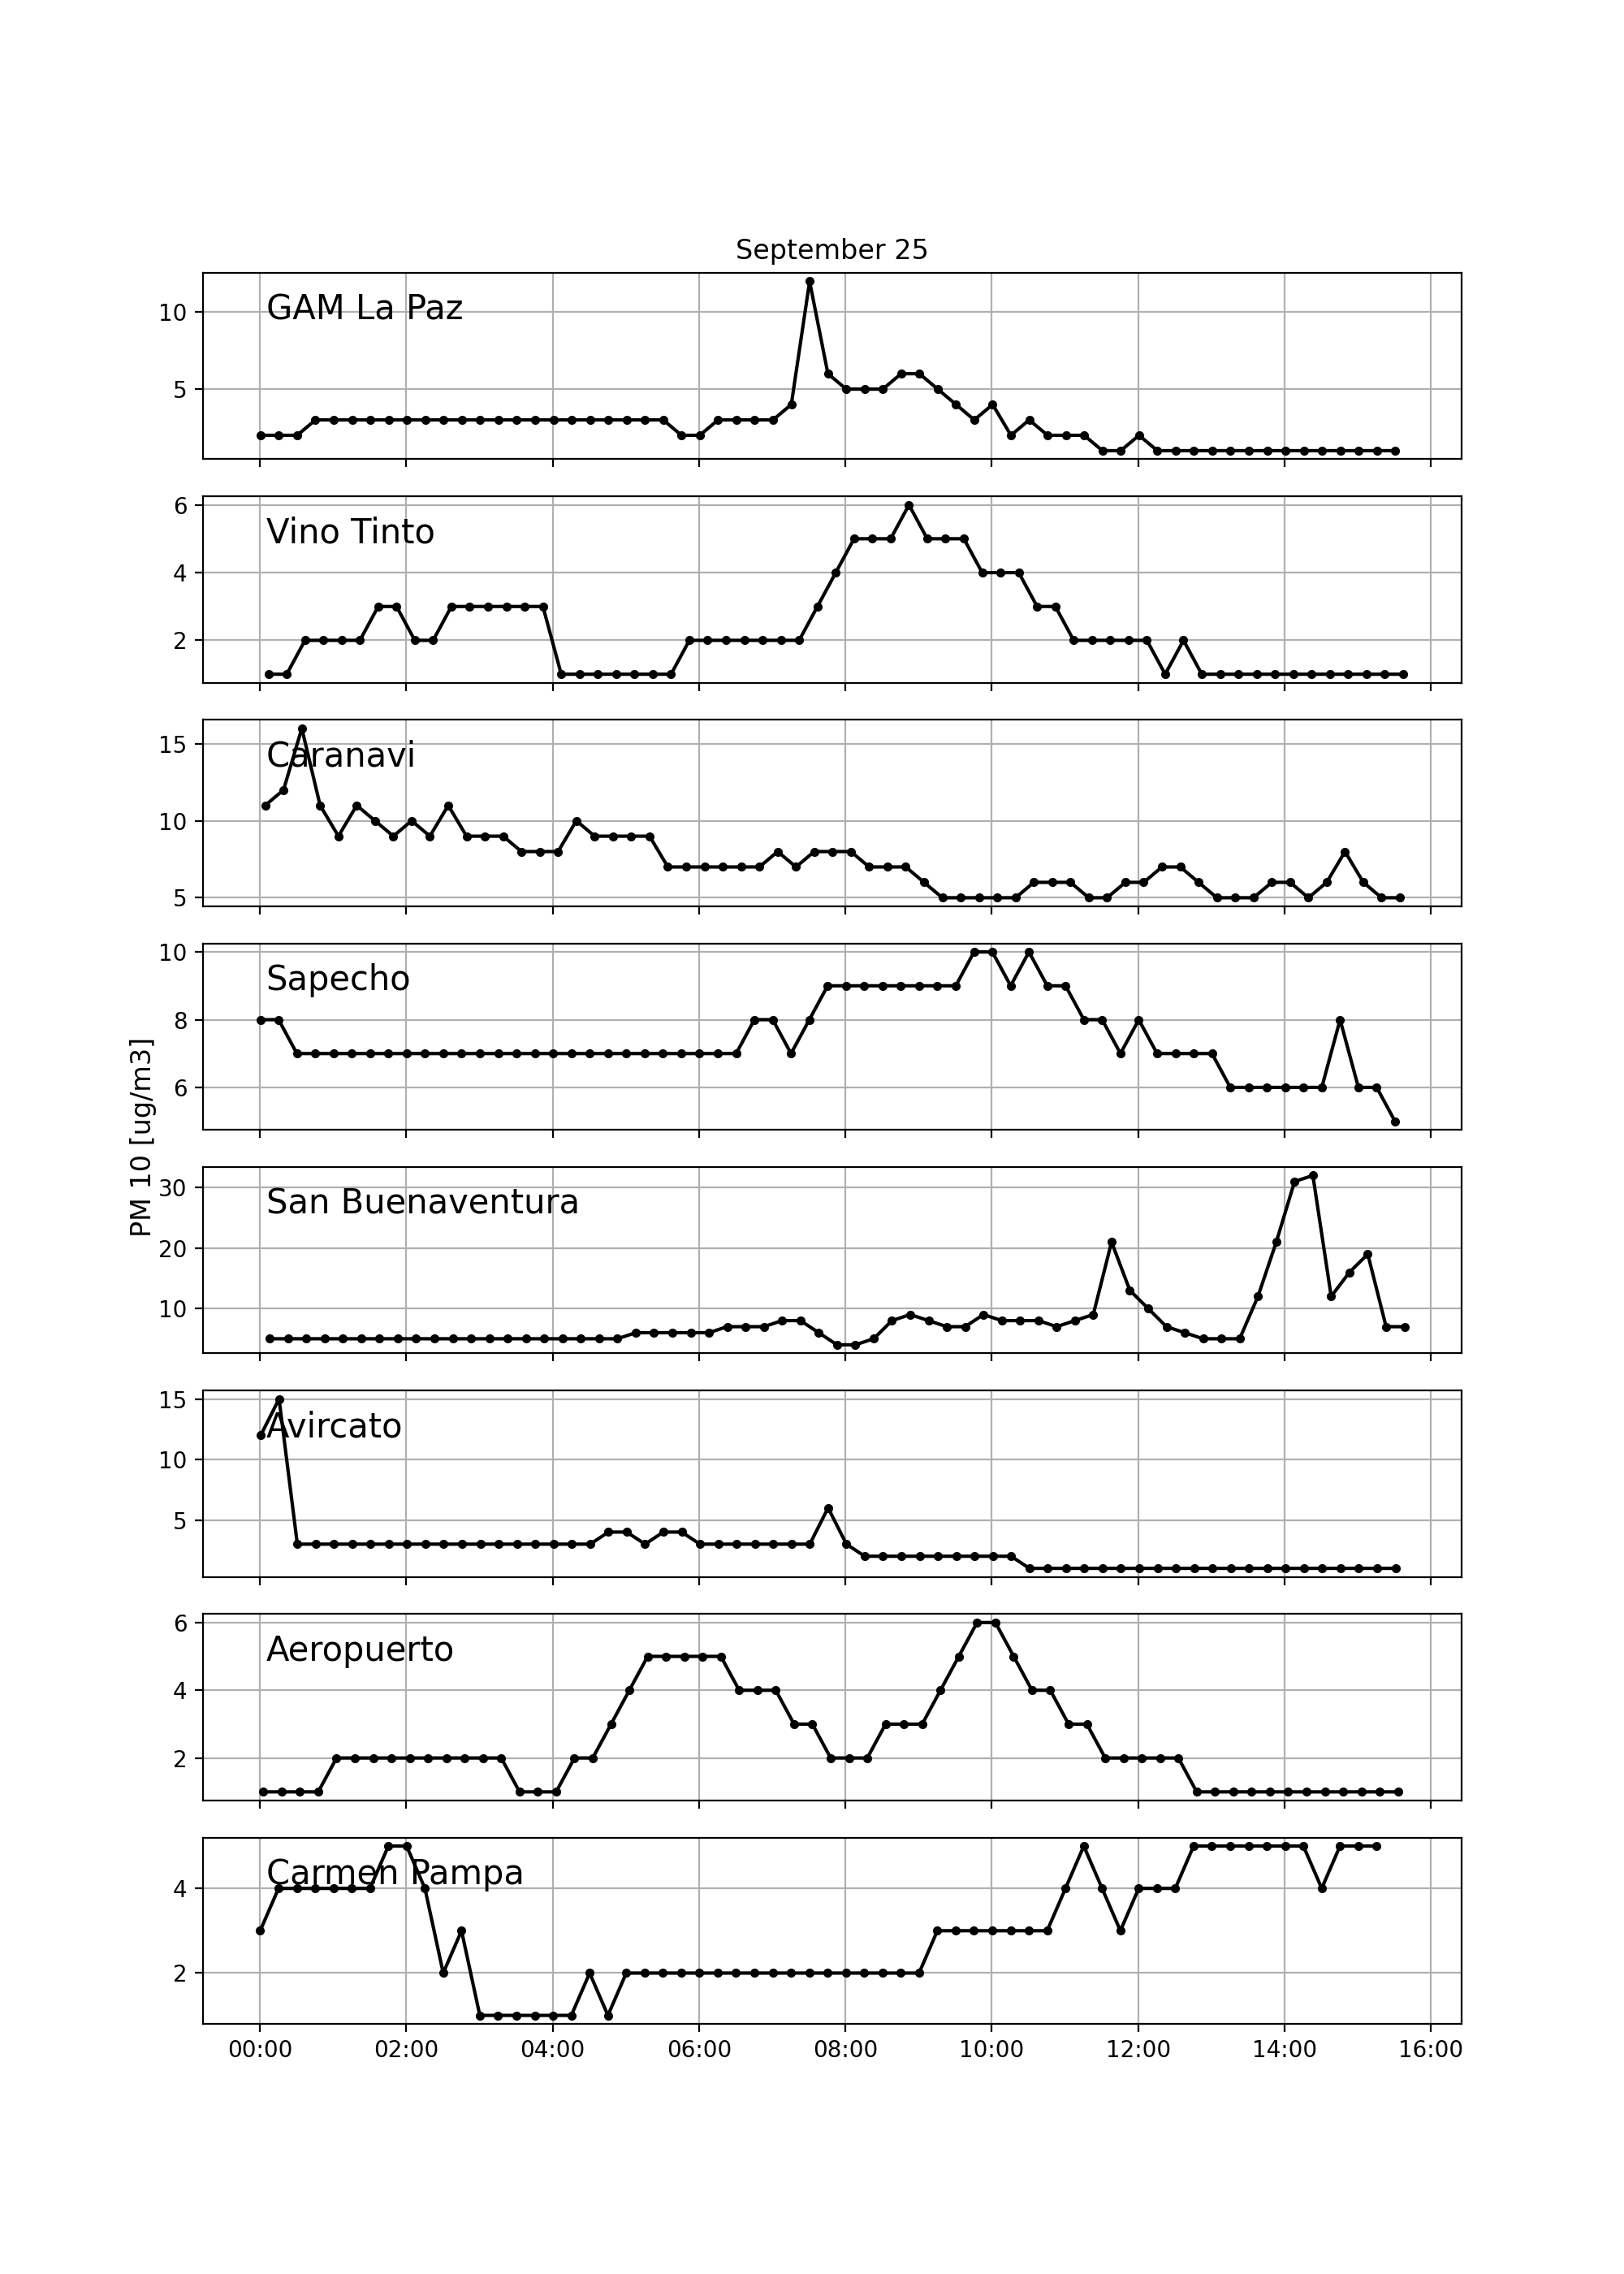 September 25
GAM La Paz
10
5
Vino Tinto
6
4
2
Caranavi
15
10
5
Sapecho
10
8
6
PM 10 [ug/m3]
San Buenaventura
30
20
10
Avircato
15
10
5
Aeropuerto
6
4
2
Carmen Pampa
4
2
00:00 02:00 04:00 06:00 08:00 10:00 12:00 14:00 16:00